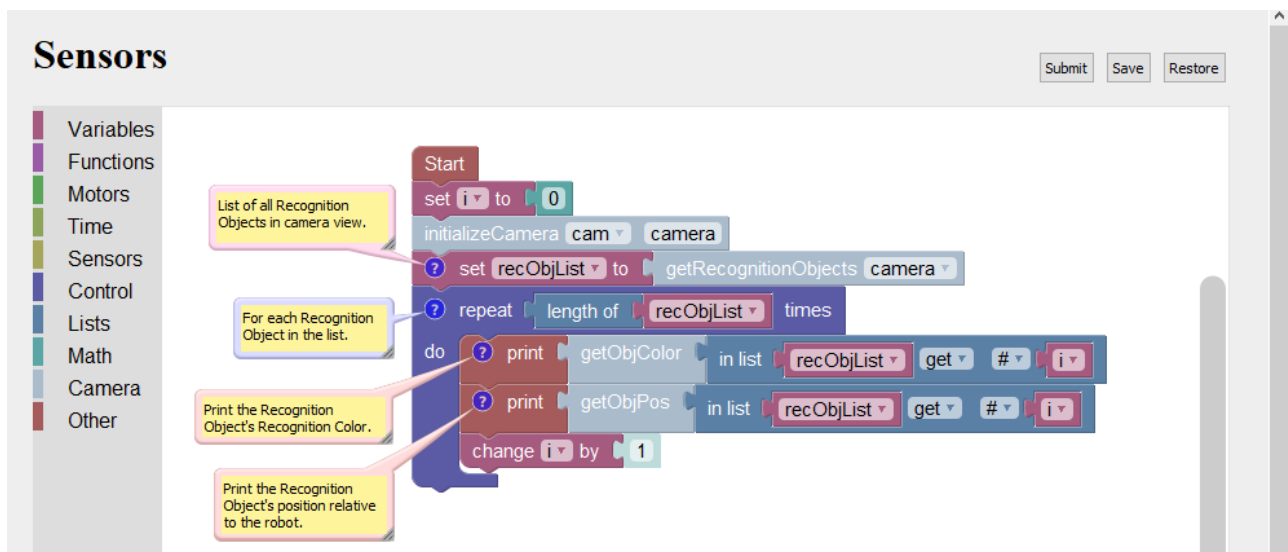 Sensors
Submit Save Restore
Variables
Functions
Motors
Time
Sensors
Control
Lists
Math
Camera
Other
Start
set i to 0
initializeCamera cam camera
List of all Recognition
Objects in camera view.
? set recObjList to getRecognitionObjects camera
For each Recognition
Object in the list.
? repeat length of recObjList times
do ? print getObjColor in list recObjList get # i
Print the Recognition
Object's Recognition Color.
? print getObjPos in list recObjList get # i
change i by 1
Print the Recognition
Object's position relative
to the robot.